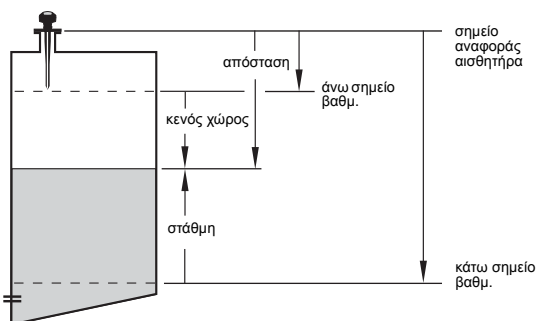 σημείο
αναφοράς
αισθητήρα
απόσταση
άνω σημείο
βαθμ.
κενός χώρος
στάθμη
κάτω σημείο
βαθμ.